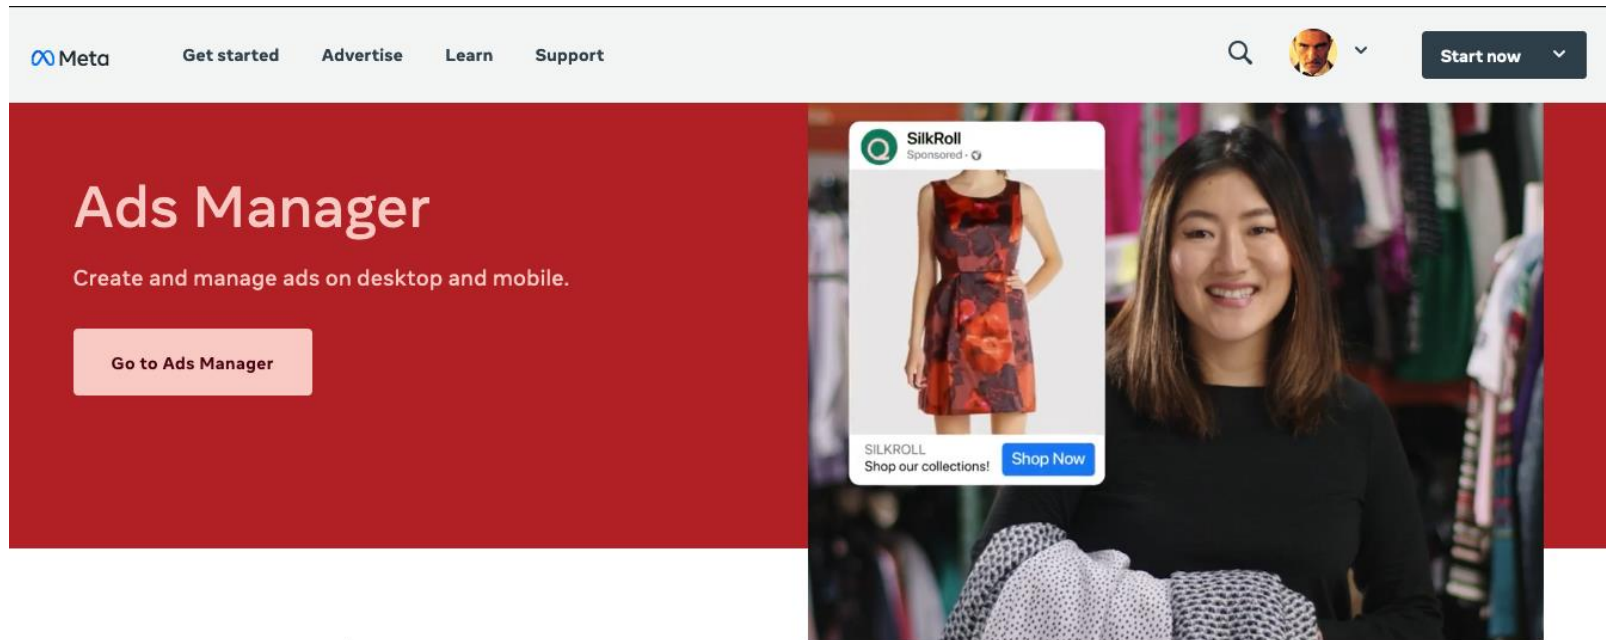 Meta
Get started
Advertise
Learn
Support
Start now
Ads Manager
Create and manage ads on desktop and mobile.
Go to Ads Manager
SilkRoll
Sponsored ·
SILKROLL
Shop our collections!
Shop Now